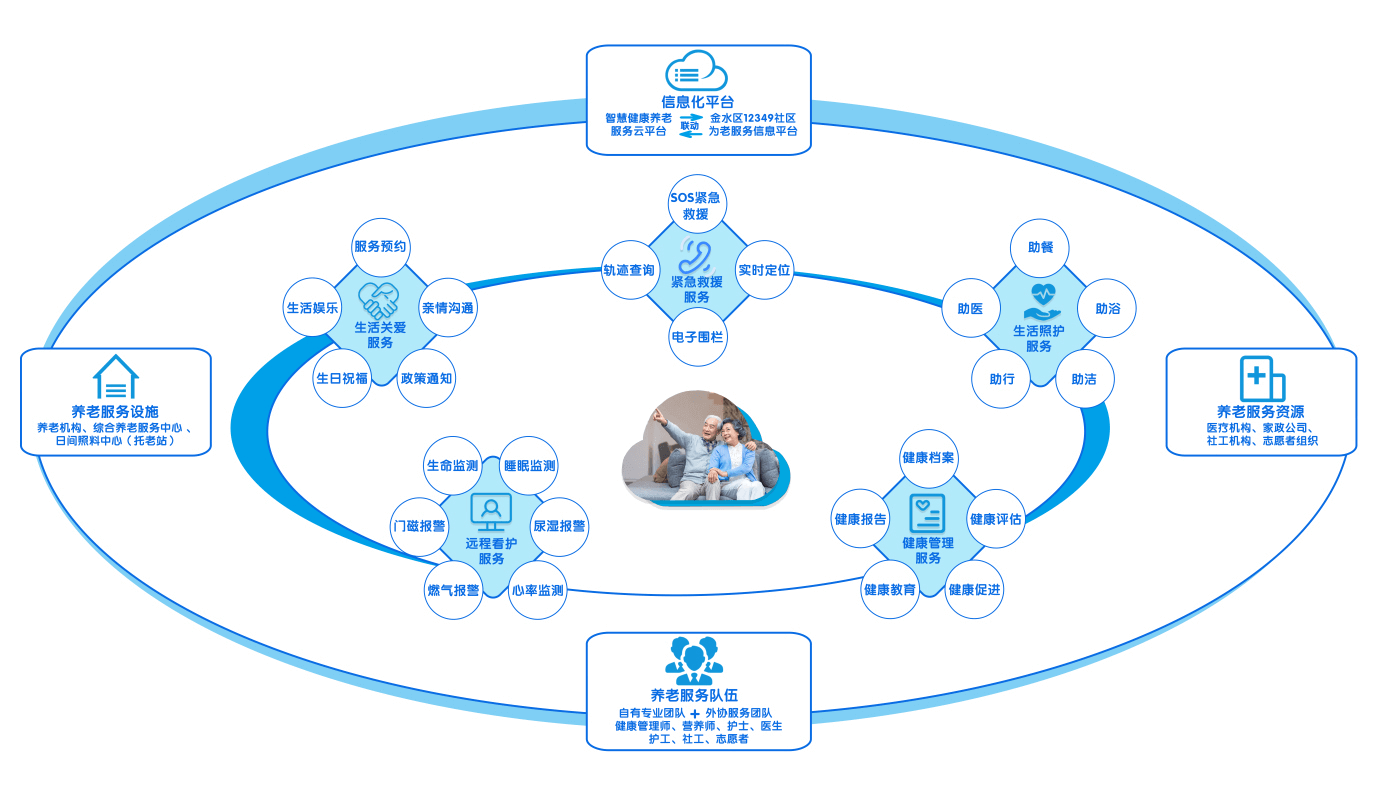 信息化平台
智慧健康养老
服务云平台
联动
金水区12349社区
为老服务信息平台
SOS紧急
救援
轨迹查询
实时定位
电子围栏
紧急救援
服务
服务预约
生活娱乐
亲情沟通
生日祝福
政策通知
生活关爱
服务
助餐
助医
助浴
助行
助洁
生活照护
服务
养老服务设施
养老机构、综合养老服务中心 、
日间照料中心（托老站）
养老服务资源
医疗机构、家政公司、
社工机构、志愿者组织
生命监测
睡眠监测
门磁报警
尿湿报警
燃气报警
心率监测
远程看护
服务
健康档案
健康报告
健康评估
健康教育
健康促进
健康管理
服务
养老服务队伍
自有专业团队 + 外协服务团队
健康管理师、营养师、护士、医生
护工、社工、志愿者